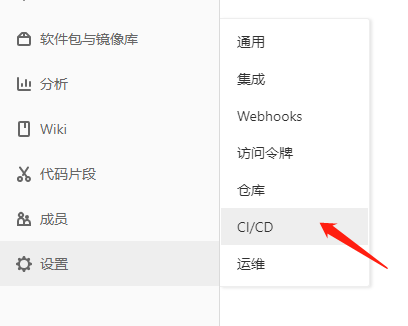 软件包与镜像库
分析
Wiki
代码片段
成员
设置
通用
集成
Webhooks
访问令牌
仓库
CI/CD
运维